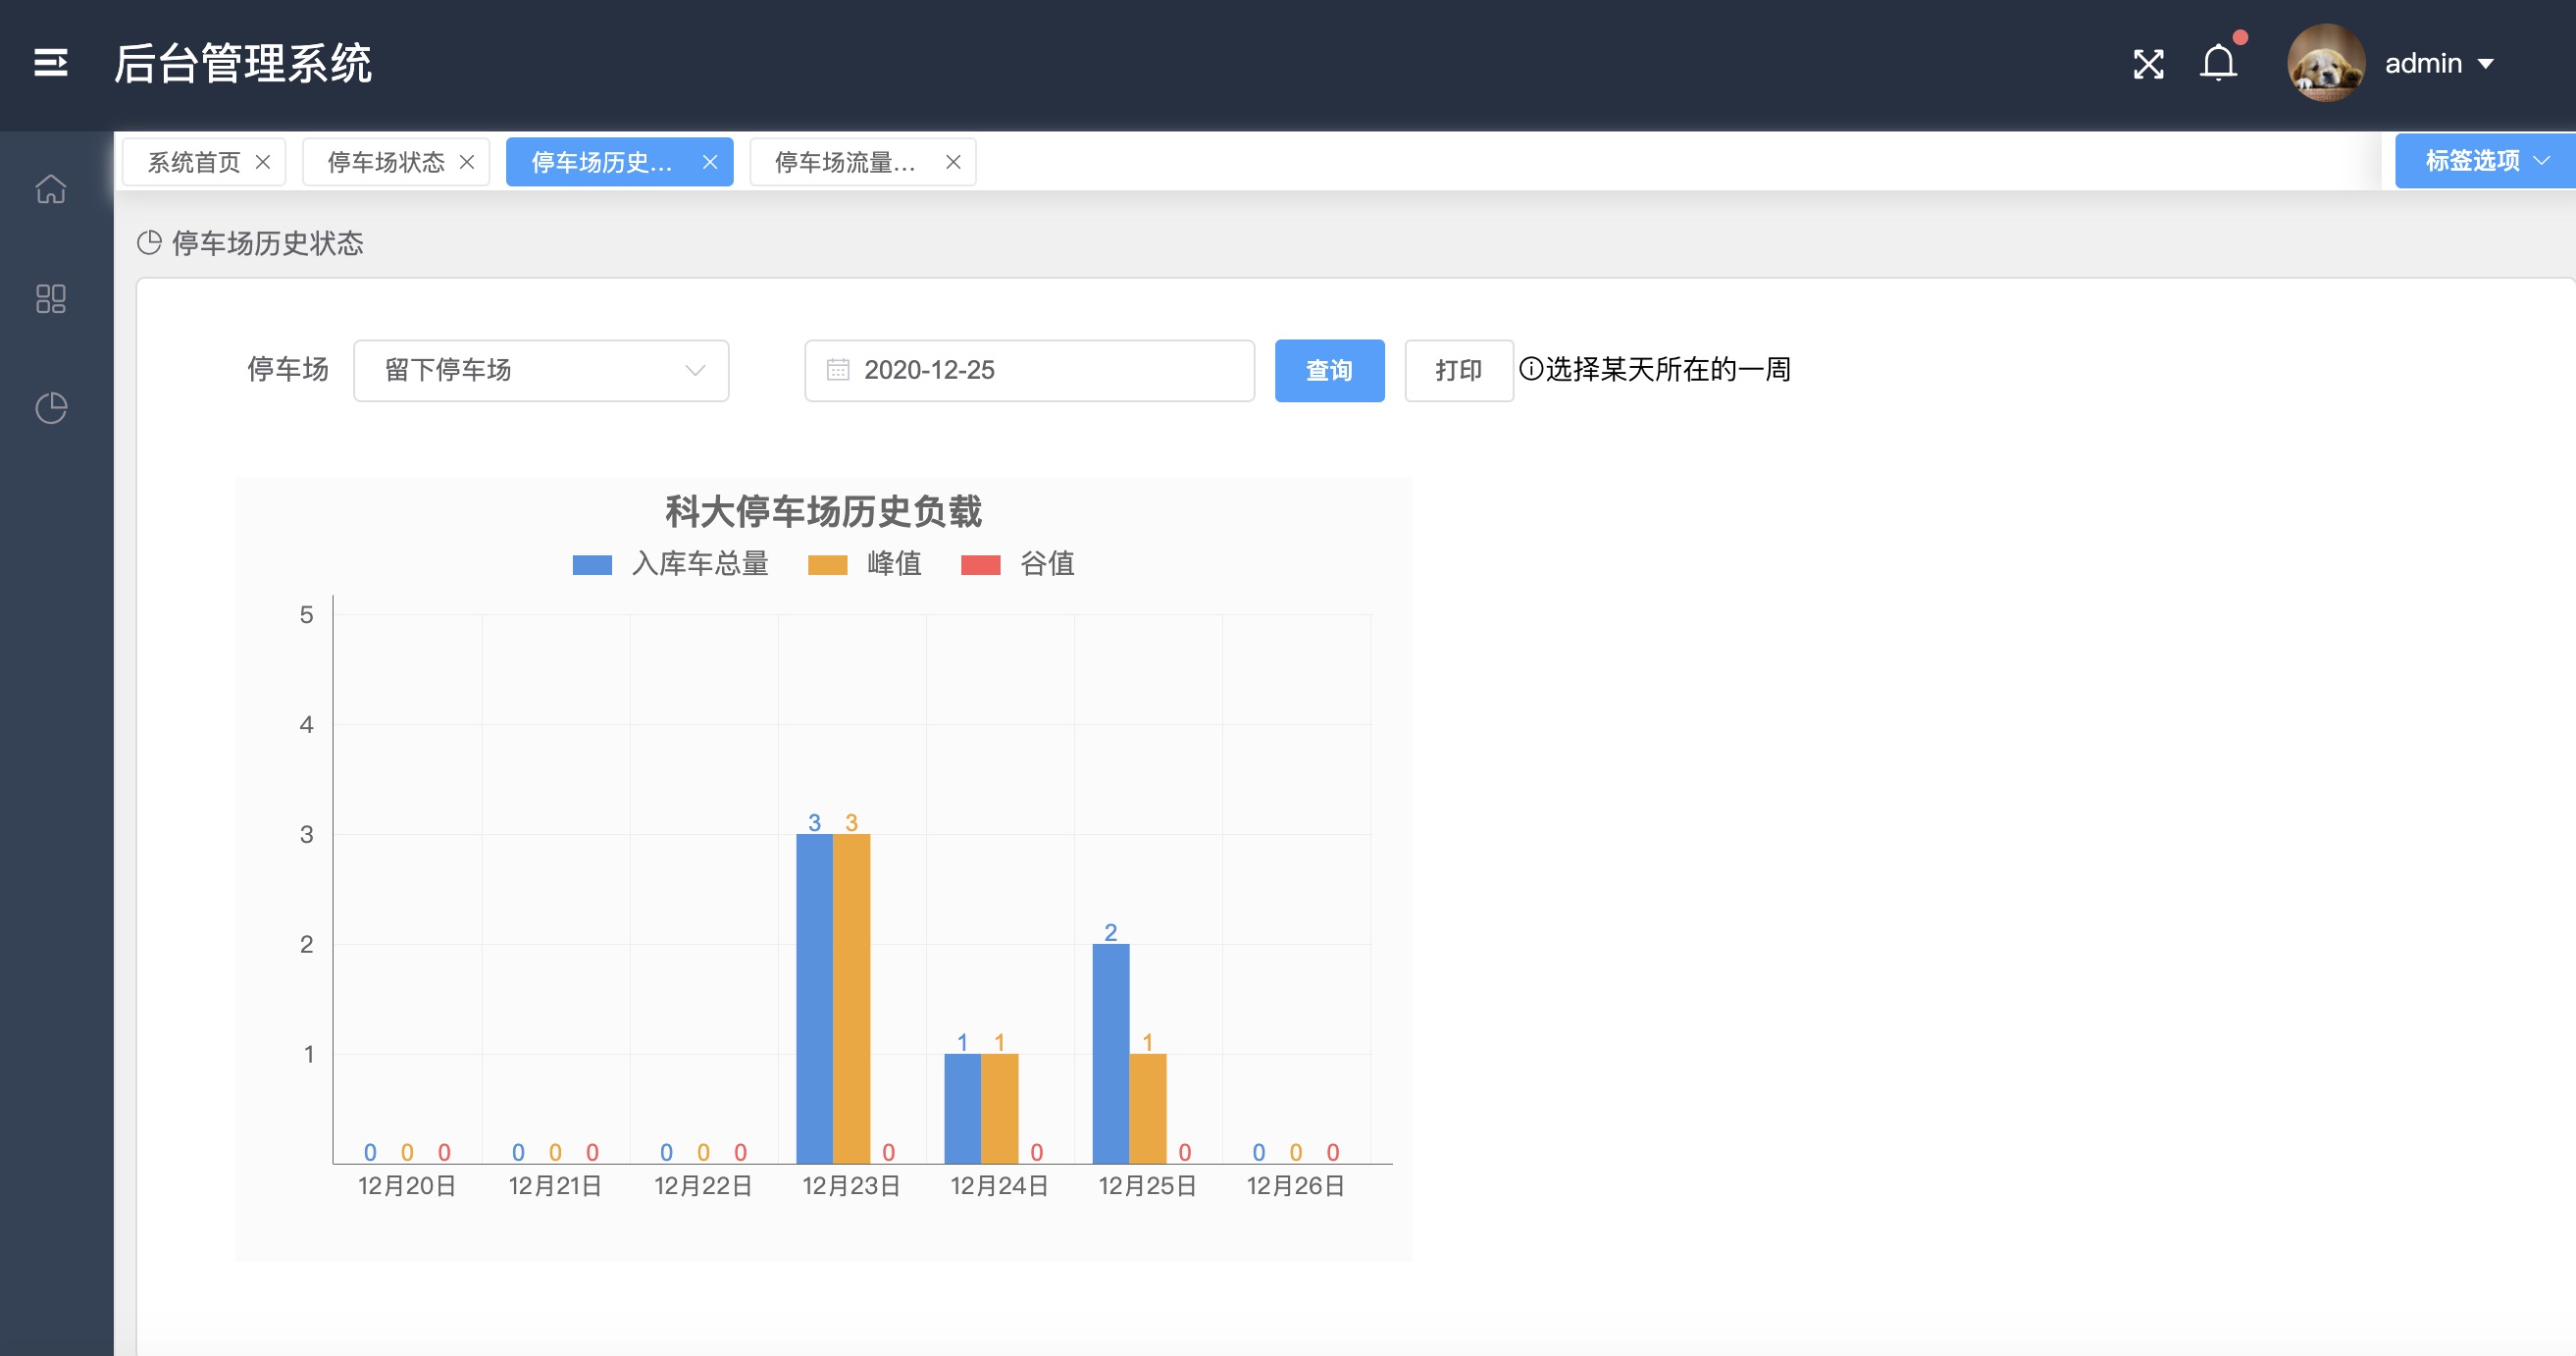 后台管理系统
admin
系统首页 停车场状态 停车场历史... 停车场流量... 标签选项
停车场历史状态
停车场 留下停车场 2020-12-25 查询 打印 选择某天所在的一周
科大停车场历史负载
入库车总量 峰值 谷值
5
4
3 3
3
2
2
1 1 1
1
0 0 0 0 0 0 0 0 0 0 0 0 0 0 0
12月20日 12月21日 12月22日 12月23日 12月24日 12月25日 12月26日